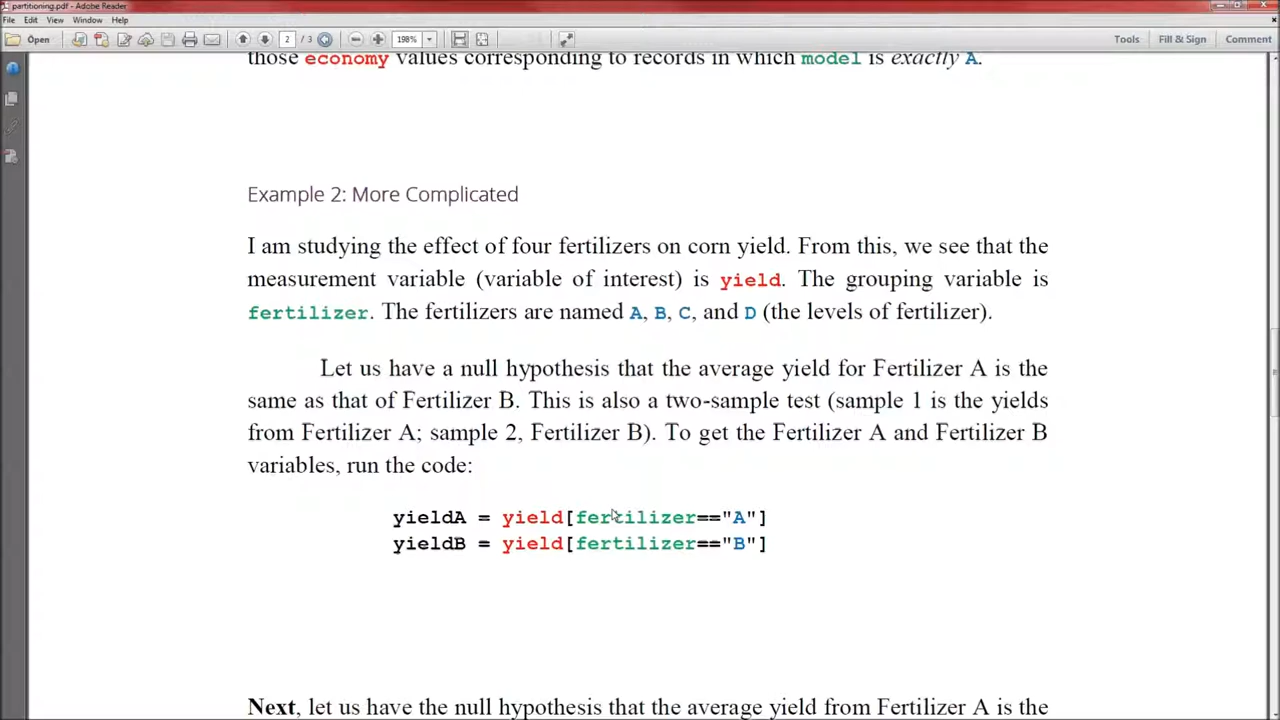 partitioning.pdf - Adobe Reader
File Edit View Window Help
Open 2 / 3 198% Tools Fill & Sign Comment
those economy values corresponding to records in which model is exactly A.
Example 2: More Complicated
I am studying the effect of four fertilizers on corn yield. From this, we see that the
measurement variable (variable of interest) is yield. The grouping variable is
fertilizer. The fertilizers are named A, B, C, and D (the levels of fertilizer).
Let us have a null hypothesis that the average yield for Fertilizer A is the
same as that of Fertilizer B. This is also a two-sample test (sample 1 is the yields
from Fertilizer A; sample 2, Fertilizer B). To get the Fertilizer A and Fertilizer B
variables, run the code:
yieldA = yield[fertilizer=="A"]
yieldB = yield[fertilizer=="B"]
Next, let us have the null hypothesis that the average yield from Fertilizer A is the